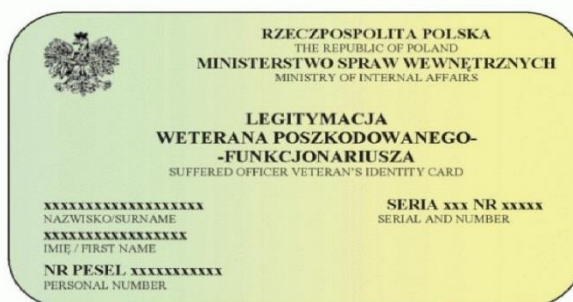 RZECZPOSPOLITA POLSKA
THE REPUBLIC OF POLAND
MINISTERSTWO SPRAW WEWNĘTRZNYCH
MINISTRY OF INTERNAL AFFAIRS
LEGITYMACJA
WETERANA POSZKODOWANEGO-
-FUNKCJONARIUSZA
SUFFERED OFFICER VETERAN'S IDENTITY CARD
xxxxxxxxxxxxxxxxxxx
NAZWISKO/SURNAME
xxxxxxxxxxxxxxxxx
IMIĘ / FIRST NAME
NR PESEL xxxxxxxxxxx
PERSONAL NUMBER
SERIA xxx NR xxxxx
SERIAL AND NUMBER